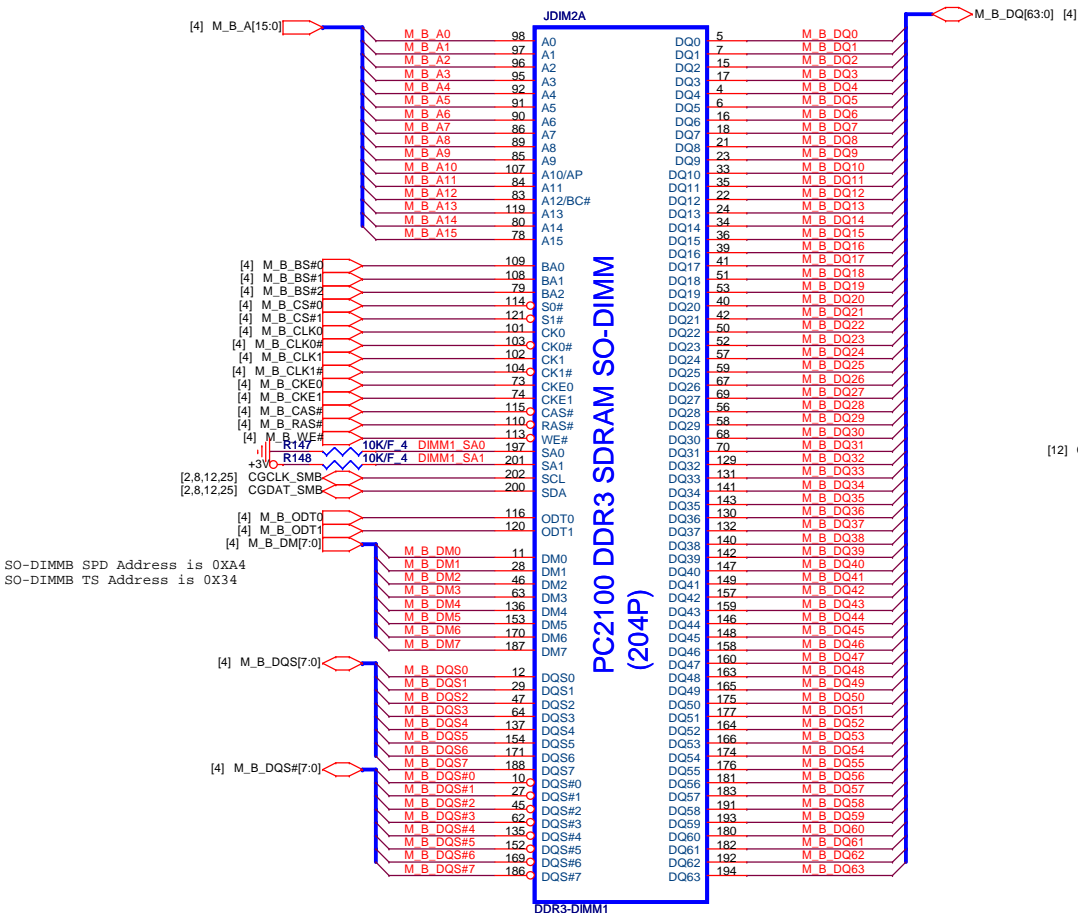 JDIM2A
[4] M_B_A[15:0]
M_B_DQ[63:0] [4]
M_B_A0 98 A0
M_B_A1 97 A1
M_B_A2 96 A2
M_B_A3 95 A3
M_B_A4 92 A4
M_B_A5 91 A5
M_B_A6 90 A6
M_B_A7 86 A7
M_B_A8 89 A8
M_B_A9 85 A9
M_B_A10 107 A10/AP
M_B_A11 84 A11
M_B_A12 83 A12/BC#
M_B_A13 119 A13
M_B_A14 80 A14
M_B_A15 78 A15
[4] M_B_BS#0 109 BA0
[4] M_B_BS#1 108 BA1
[4] M_B_BS#2 79 BA2
[4] M_B_CS#0 114 S0#
[4] M_B_CS#1 121 S1#
[4] M_B_CLK0 101 CK0
[4] M_B_CLK0# 103 CK0#
[4] M_B_CLK1 102 CK1
[4] M_B_CLK1# 104 CK1#
[4] M_B_CKE0 73 CKE0
[4] M_B_CKE1 74 CKE1
[4] M_B_CAS# 115 CAS#
[4] M_B_RAS# 110 RAS#
[4] M_B_WE# 113 WE#
R147 10K/F_4 DIMM1_SA0 197 SA0
+3V R148 10K/F_4 DIMM1_SA1 201 SA1
[2,8,12,25] CGCLK_SMB 202 SCL
[2,8,12,25] CGDAT_SMB 200 SDA
[4] M_B_ODT0 116 ODT0
[4] M_B_ODT1 120 ODT1
[4] M_B_DM[7:0]
M_B_DM0 11 DM0
M_B_DM1 28 DM1
M_B_DM2 46 DM2
M_B_DM3 63 DM3
M_B_DM4 136 DM4
M_B_DM5 153 DM5
M_B_DM6 170 DM6
M_B_DM7 187 DM7
SO-DIMMB SPD Address is 0XA4
SO-DIMMB TS Address is 0X34
[4] M_B_DQS[7:0]
M_B_DQS0 12 DQS0
M_B_DQS1 29 DQS1
M_B_DQS2 47 DQS2
M_B_DQS3 64 DQS3
M_B_DQS4 137 DQS4
M_B_DQS5 154 DQS5
M_B_DQS6 171 DQS6
M_B_DQS7 188 DQS7
[4] M_B_DQS#[7:0]
M_B_DQS#0 10 DQS#0
M_B_DQS#1 27 DQS#1
M_B_DQS#2 45 DQS#2
M_B_DQS#3 62 DQS#3
M_B_DQS#4 135 DQS#4
M_B_DQS#5 152 DQS#5
M_B_DQS#6 169 DQS#6
M_B_DQS#7 186 DQS#7
PC2100 DDR3 SDRAM SO-DIMM
(204P)
DQ0 5 M_B_DQ0
DQ1 7 M_B_DQ1
DQ2 15 M_B_DQ2
DQ3 17 M_B_DQ3
DQ4 4 M_B_DQ4
DQ5 6 M_B_DQ5
DQ6 16 M_B_DQ6
DQ7 18 M_B_DQ7
DQ8 21 M_B_DQ8
DQ9 23 M_B_DQ9
DQ10 33 M_B_DQ10
DQ11 35 M_B_DQ11
DQ12 22 M_B_DQ12
DQ13 24 M_B_DQ13
DQ14 34 M_B_DQ14
DQ15 36 M_B_DQ15
DQ16 39 M_B_DQ16
DQ17 41 M_B_DQ17
DQ18 51 M_B_DQ18
DQ19 53 M_B_DQ19
DQ20 40 M_B_DQ20
DQ21 42 M_B_DQ21
DQ22 50 M_B_DQ22
DQ23 52 M_B_DQ23
DQ24 57 M_B_DQ24
DQ25 59 M_B_DQ25
DQ26 67 M_B_DQ26
DQ27 69 M_B_DQ27
DQ28 56 M_B_DQ28
DQ29 58 M_B_DQ29
DQ30 68 M_B_DQ30
DQ31 70 M_B_DQ31
DQ32 129 M_B_DQ32
DQ33 131 M_B_DQ33
DQ34 141 M_B_DQ34
DQ35 143 M_B_DQ35
DQ36 130 M_B_DQ36
DQ37 132 M_B_DQ37
DQ38 140 M_B_DQ38
DQ39 142 M_B_DQ39
DQ40 147 M_B_DQ40
DQ41 149 M_B_DQ41
DQ42 157 M_B_DQ42
DQ43 159 M_B_DQ43
DQ44 146 M_B_DQ44
DQ45 148 M_B_DQ45
DQ46 158 M_B_DQ46
DQ47 160 M_B_DQ47
DQ48 163 M_B_DQ48
DQ49 165 M_B_DQ49
DQ50 175 M_B_DQ50
DQ51 177 M_B_DQ51
DQ52 164 M_B_DQ52
DQ53 166 M_B_DQ53
DQ54 174 M_B_DQ54
DQ55 176 M_B_DQ55
DQ56 181 M_B_DQ56
DQ57 183 M_B_DQ57
DQ58 191 M_B_DQ58
DQ59 193 M_B_DQ59
DQ60 180 M_B_DQ60
DQ61 182 M_B_DQ61
DQ62 192 M_B_DQ62
DQ63 194 M_B_DQ63
[12]
DDR3-DIMM1